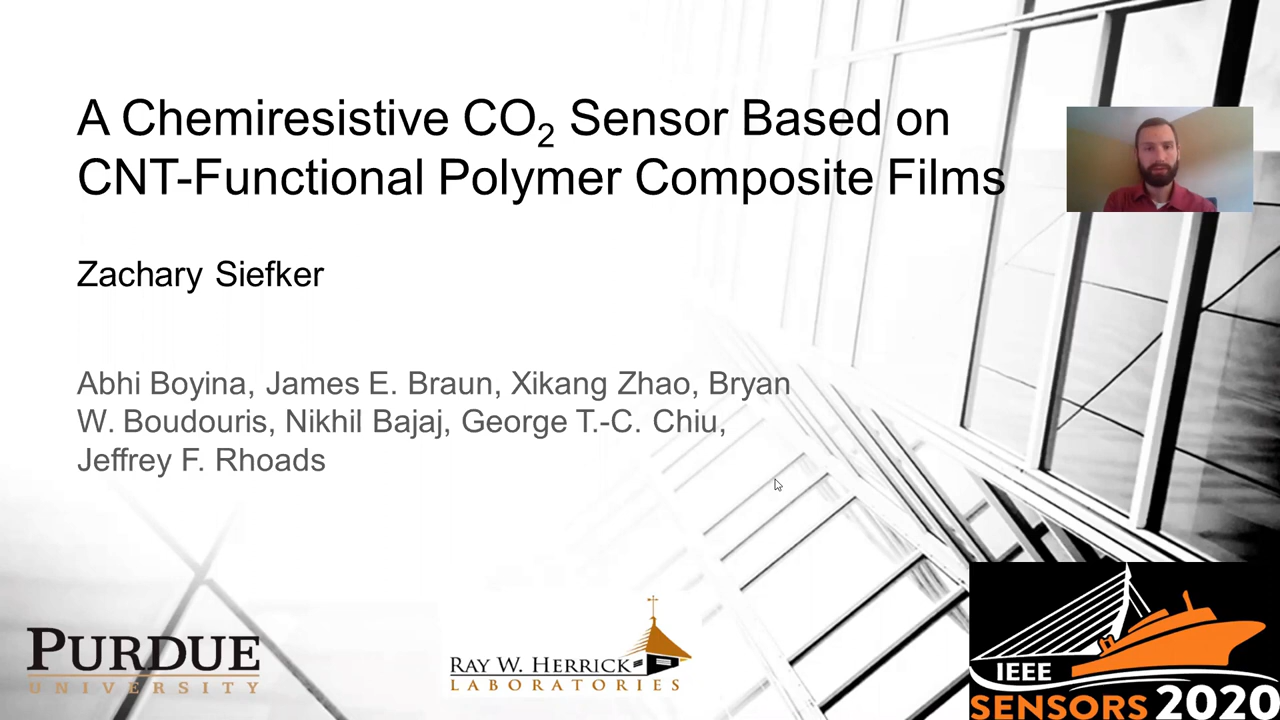 A Chemiresistive CO₂ Sensor Based on
CNT-Functional Polymer Composite Films
Zachary Siefker
Abhi Boyina, James E. Braun, Xikang Zhao, Bryan
W. Boudouris, Nikhil Bajaj, George T.-C. Chiu,
Jeffrey F. Rhoads
PURDUE
UNIVERSITY
RAY W. HERRICK
LABORATORIES
IEEE
SENSORS 2020